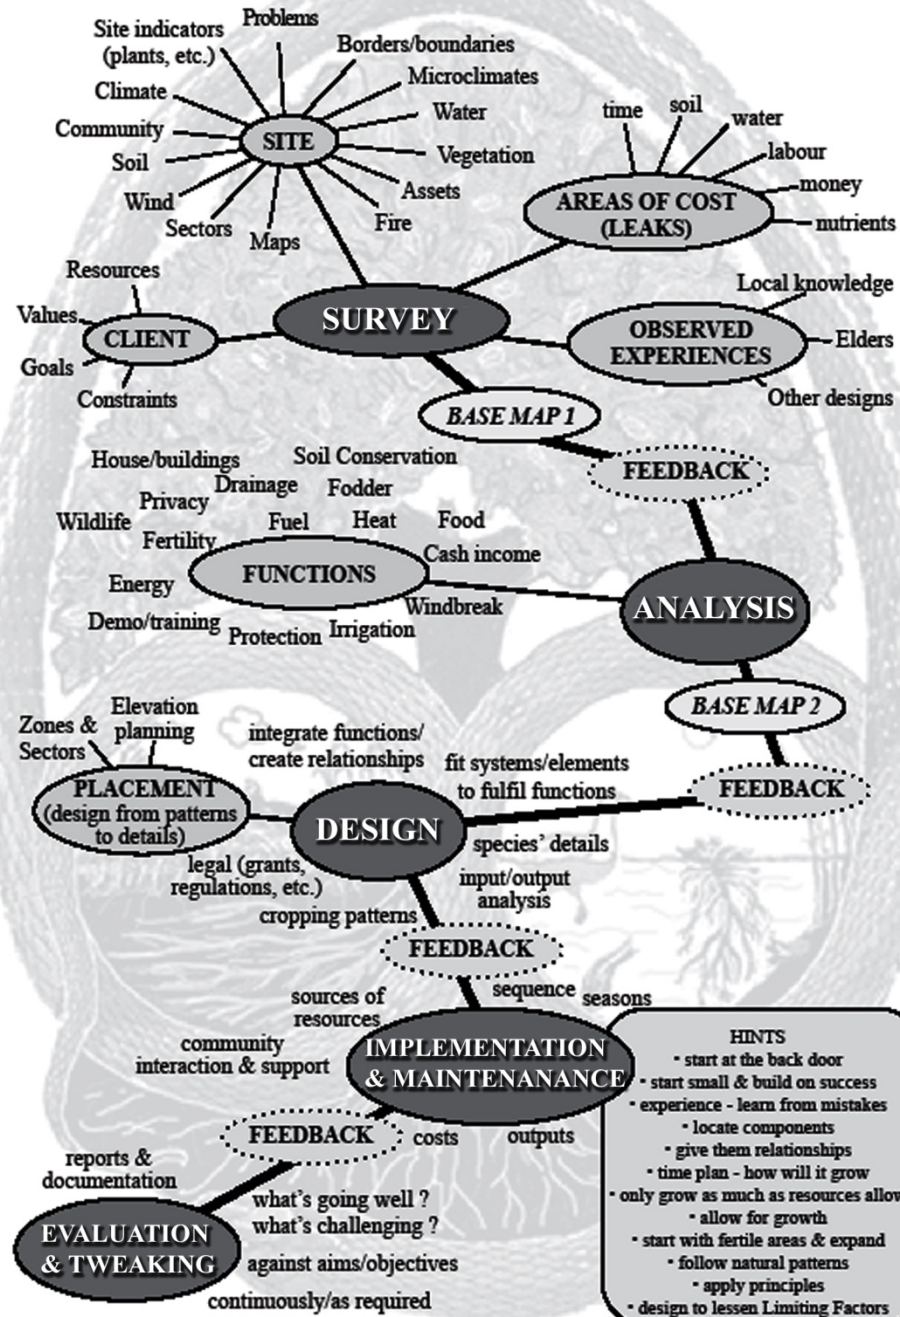 Problems
Site indicators
(plants, etc.)
Borders/boundaries
Climate
Microclimates
Community
Water
SITE
Soil
Vegetation
Wind
Assets
Sectors
Fire
Maps
time
soil
water
labour
money
nutrients
AREAS OF COST
(LEAKS)
Resources
Values
CLIENT
Goals
Constraints
SURVEY
Local knowledge
OBSERVED
EXPERIENCES
Elders
Other designs
BASE MAP 1
FEEDBACK
House/buildings
Soil Conservation
Drainage
Fodder
Privacy
Wildlife
Fuel
Heat
Food
Fertility
Cash income
FUNCTIONS
Energy
Windbreak
Demo/training
Protection
Irrigation
ANALYSIS
BASE MAP 2
FEEDBACK
Zones &
Sectors
Elevation
planning
PLACEMENT
(design from patterns
to details)
integrate functions/
create relationships
fit systems/elements
to fulfil functions
DESIGN
species' details
legal (grants,
regulations, etc.)
input/output
analysis
cropping patterns
FEEDBACK
sources of
resources
sequence
seasons
community
interaction & support
IMPLEMENTATION
& MAINTENANANCE
FEEDBACK
costs
outputs
reports &
documentation
what's going well ?
what's challenging ?
EVALUATION
& TWEAKING
against aims/objectives
continuously/as required
HINTS
• start at the back door
• start small & build on success
• experience - learn from mistakes
• locate components
• give them relationships
• time plan - how will it grow
• only grow as much as resources allow
• allow for growth
• start with fertile areas & expand
• follow natural patterns
• apply principles
• design to lessen Limiting Factors